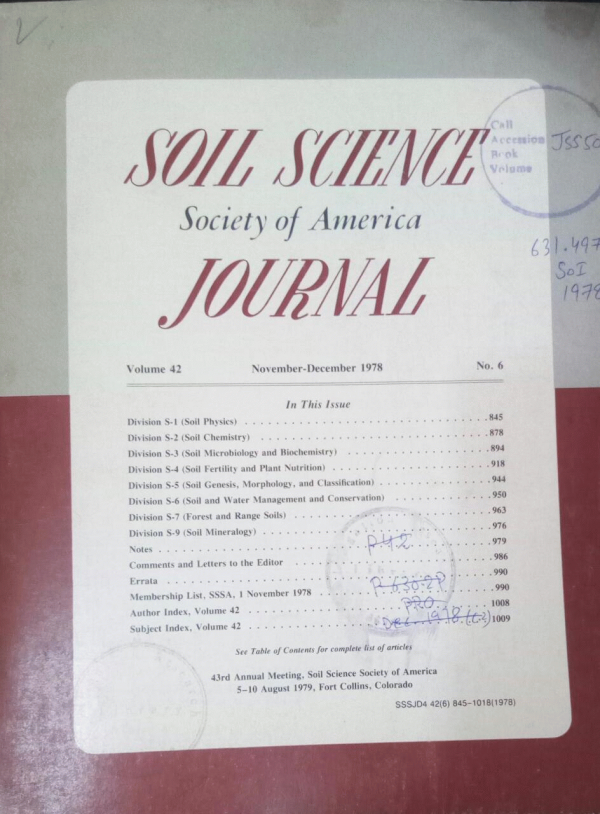 SOIL SCIENCE
Society of America
JOURNAL
Call
Accession
Book
Volume
JSSSO
631.497
SoI
1978
Volume 42 November-December 1978 No. 6
In This Issue
Division S-1 (Soil Physics) 845
Division S-2 (Soil Chemistry) 878
Division S-3 (Soil Microbiology and Biochemistry) 894
Division S-4 (Soil Fertility and Plant Nutrition) 918
Division S-5 (Soil Genesis, Morphology, and Classification) 944
Division S-6 (Soil and Water Management and Conservation) 950
Division S-7 (Forest and Range Soils) 963
Division S-9 (Soil Mineralogy) 976
Notes 979
P42
Comments and Letters to the Editor 986
Errata 990
Membership List, SSSA, 1 November 1978 990
Author Index, Volume 42 1008
PRO
Subject Index, Volume 42 1009
1978
See Table of Contents for complete list of articles
43rd Annual Meeting, Soil Science Society of America
5-10 August 1979, Fort Collins, Colorado
SSSJD4 42(6) 845-1018(1978)